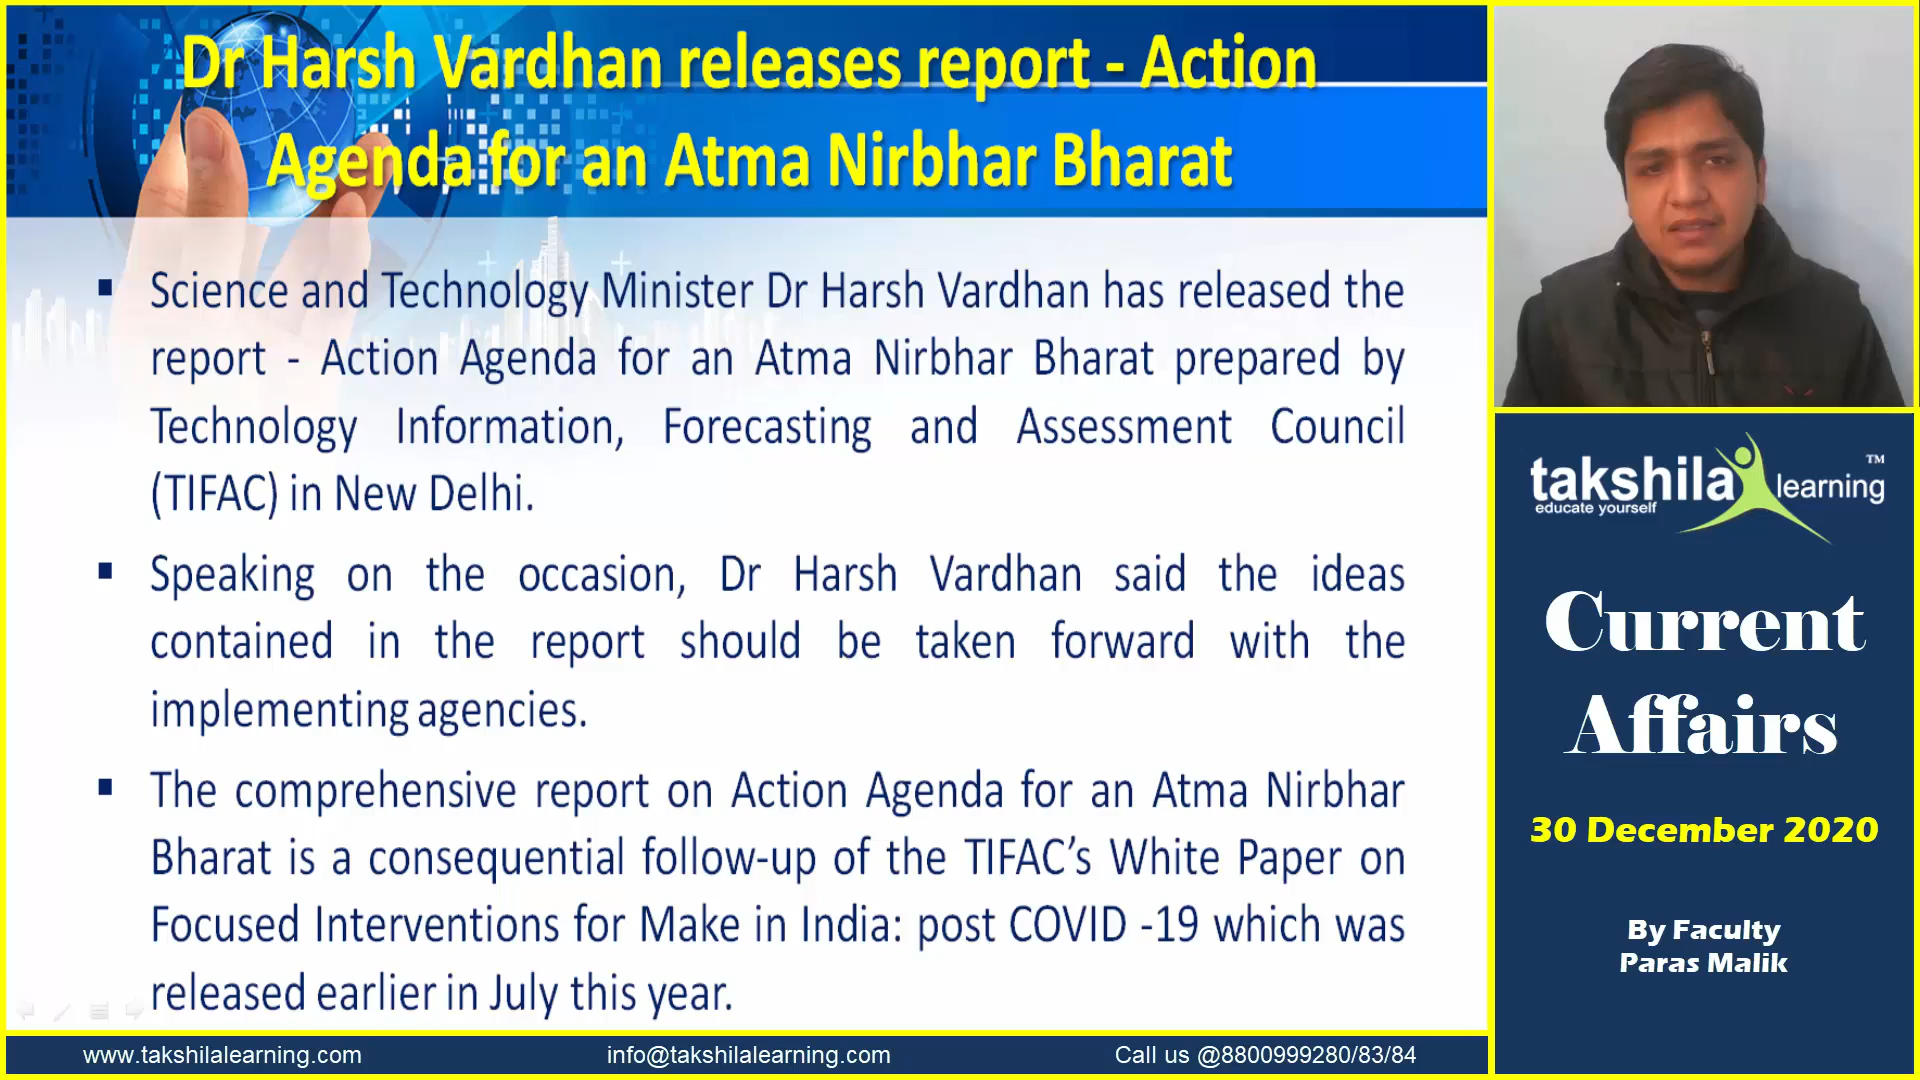 Dr Harsh Vardhan releases report - Action
Agenda for an Atma Nirbhar Bharat
▪ Science and Technology Minister Dr Harsh Vardhan has released the
report - Action Agenda for an Atma Nirbhar Bharat prepared by
Technology Information, Forecasting and Assessment Council
(TIFAC) in New Delhi.
▪ Speaking on the occasion, Dr Harsh Vardhan said the ideas
contained in the report should be taken forward with the
implementing agencies.
▪ The comprehensive report on Action Agenda for an Atma Nirbhar
Bharat is a consequential follow-up of the TIFAC’s White Paper on
Focused Interventions for Make in India: post COVID -19 which was
released earlier in July this year.
www.takshilalearning.com
info@takshilalearning.com
Call us @8800999280/83/84
takshila learning ™
educate yourself
Current
Affairs
30 December 2020
By Faculty
Paras Malik